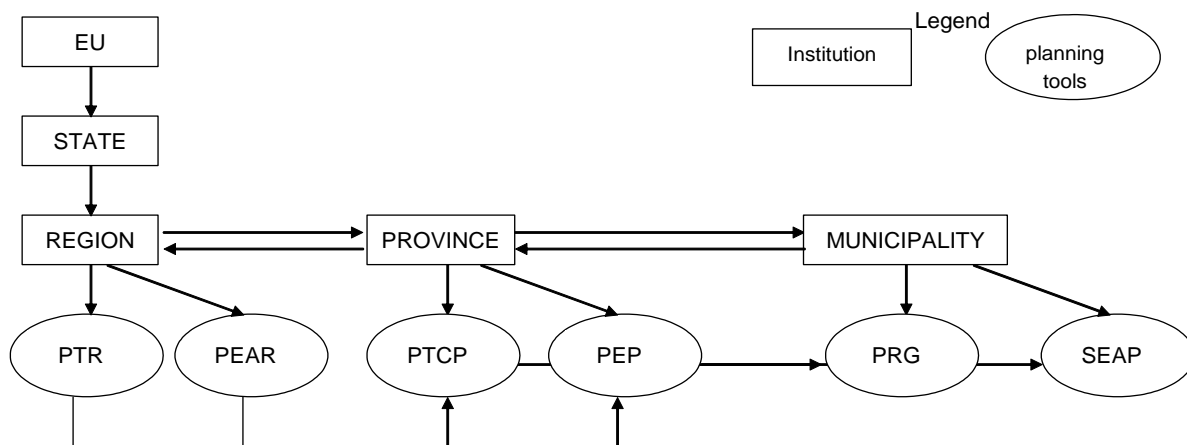 EU
Legend
Institution
planning
tools
STATE
REGION
PROVINCE
MUNICIPALITY
PTR
PEAR
PTCP
PEP
PRG
SEAP